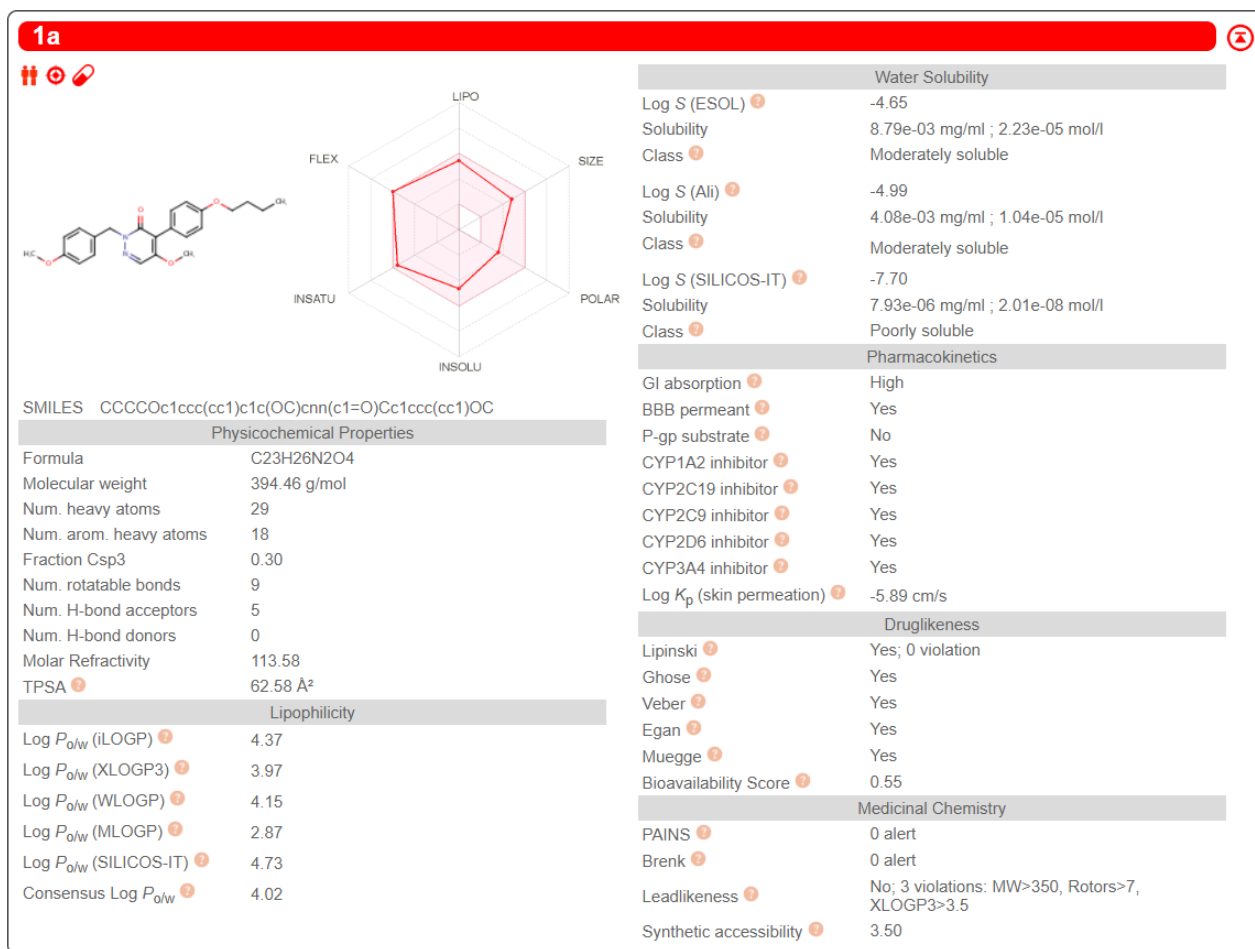 1a
LIPO
FLEX
SIZE
INSATU
POLAR
INSOLU
H₃C
O
N
N
O
O
CH₃
O
CH₃
SMILES CCCCOc1ccc(cc1)c1c(OC)cnn(c1=O)Cc1ccc(cc1)OC
Physicochemical Properties
Formula C23H26N2O4
Molecular weight 394.46 g/mol
Num. heavy atoms 29
Num. arom. heavy atoms 18
Fraction Csp3 0.30
Num. rotatable bonds 9
Num. H-bond acceptors 5
Num. H-bond donors 0
Molar Refractivity 113.58
TPSA ? 62.58 Å²
Lipophilicity
Log Po/w (iLOGP) ? 4.37
Log Po/w (XLOGP3) ? 3.97
Log Po/w (WLOGP) ? 4.15
Log Po/w (MLOGP) ? 2.87
Log Po/w (SILICOS-IT) ? 4.73
Consensus Log Po/w ? 4.02
Water Solubility
Log S (ESOL) ? -4.65
Solubility 8.79e-03 mg/ml ; 2.23e-05 mol/l
Class ? Moderately soluble
Log S (Ali) ? -4.99
Solubility 4.08e-03 mg/ml ; 1.04e-05 mol/l
Class ? Moderately soluble
Log S (SILICOS-IT) ? -7.70
Solubility 7.93e-06 mg/ml ; 2.01e-08 mol/l
Class ? Poorly soluble
Pharmacokinetics
GI absorption ? High
BBB permeant ? Yes
P-gp substrate ? No
CYP1A2 inhibitor ? Yes
CYP2C19 inhibitor ? Yes
CYP2C9 inhibitor ? Yes
CYP2D6 inhibitor ? Yes
CYP3A4 inhibitor ? Yes
Log Kp (skin permeation) ? -5.89 cm/s
Druglikeness
Lipinski ? Yes; 0 violation
Ghose ? Yes
Veber ? Yes
Egan ? Yes
Muegge ? Yes
Bioavailability Score ? 0.55
Medicinal Chemistry
PAINS ? 0 alert
Brenk ? 0 alert
Leadlikeness ? No; 3 violations: MW>350, Rotors>7,
XLOGP3>3.5
Synthetic accessibility ? 3.50